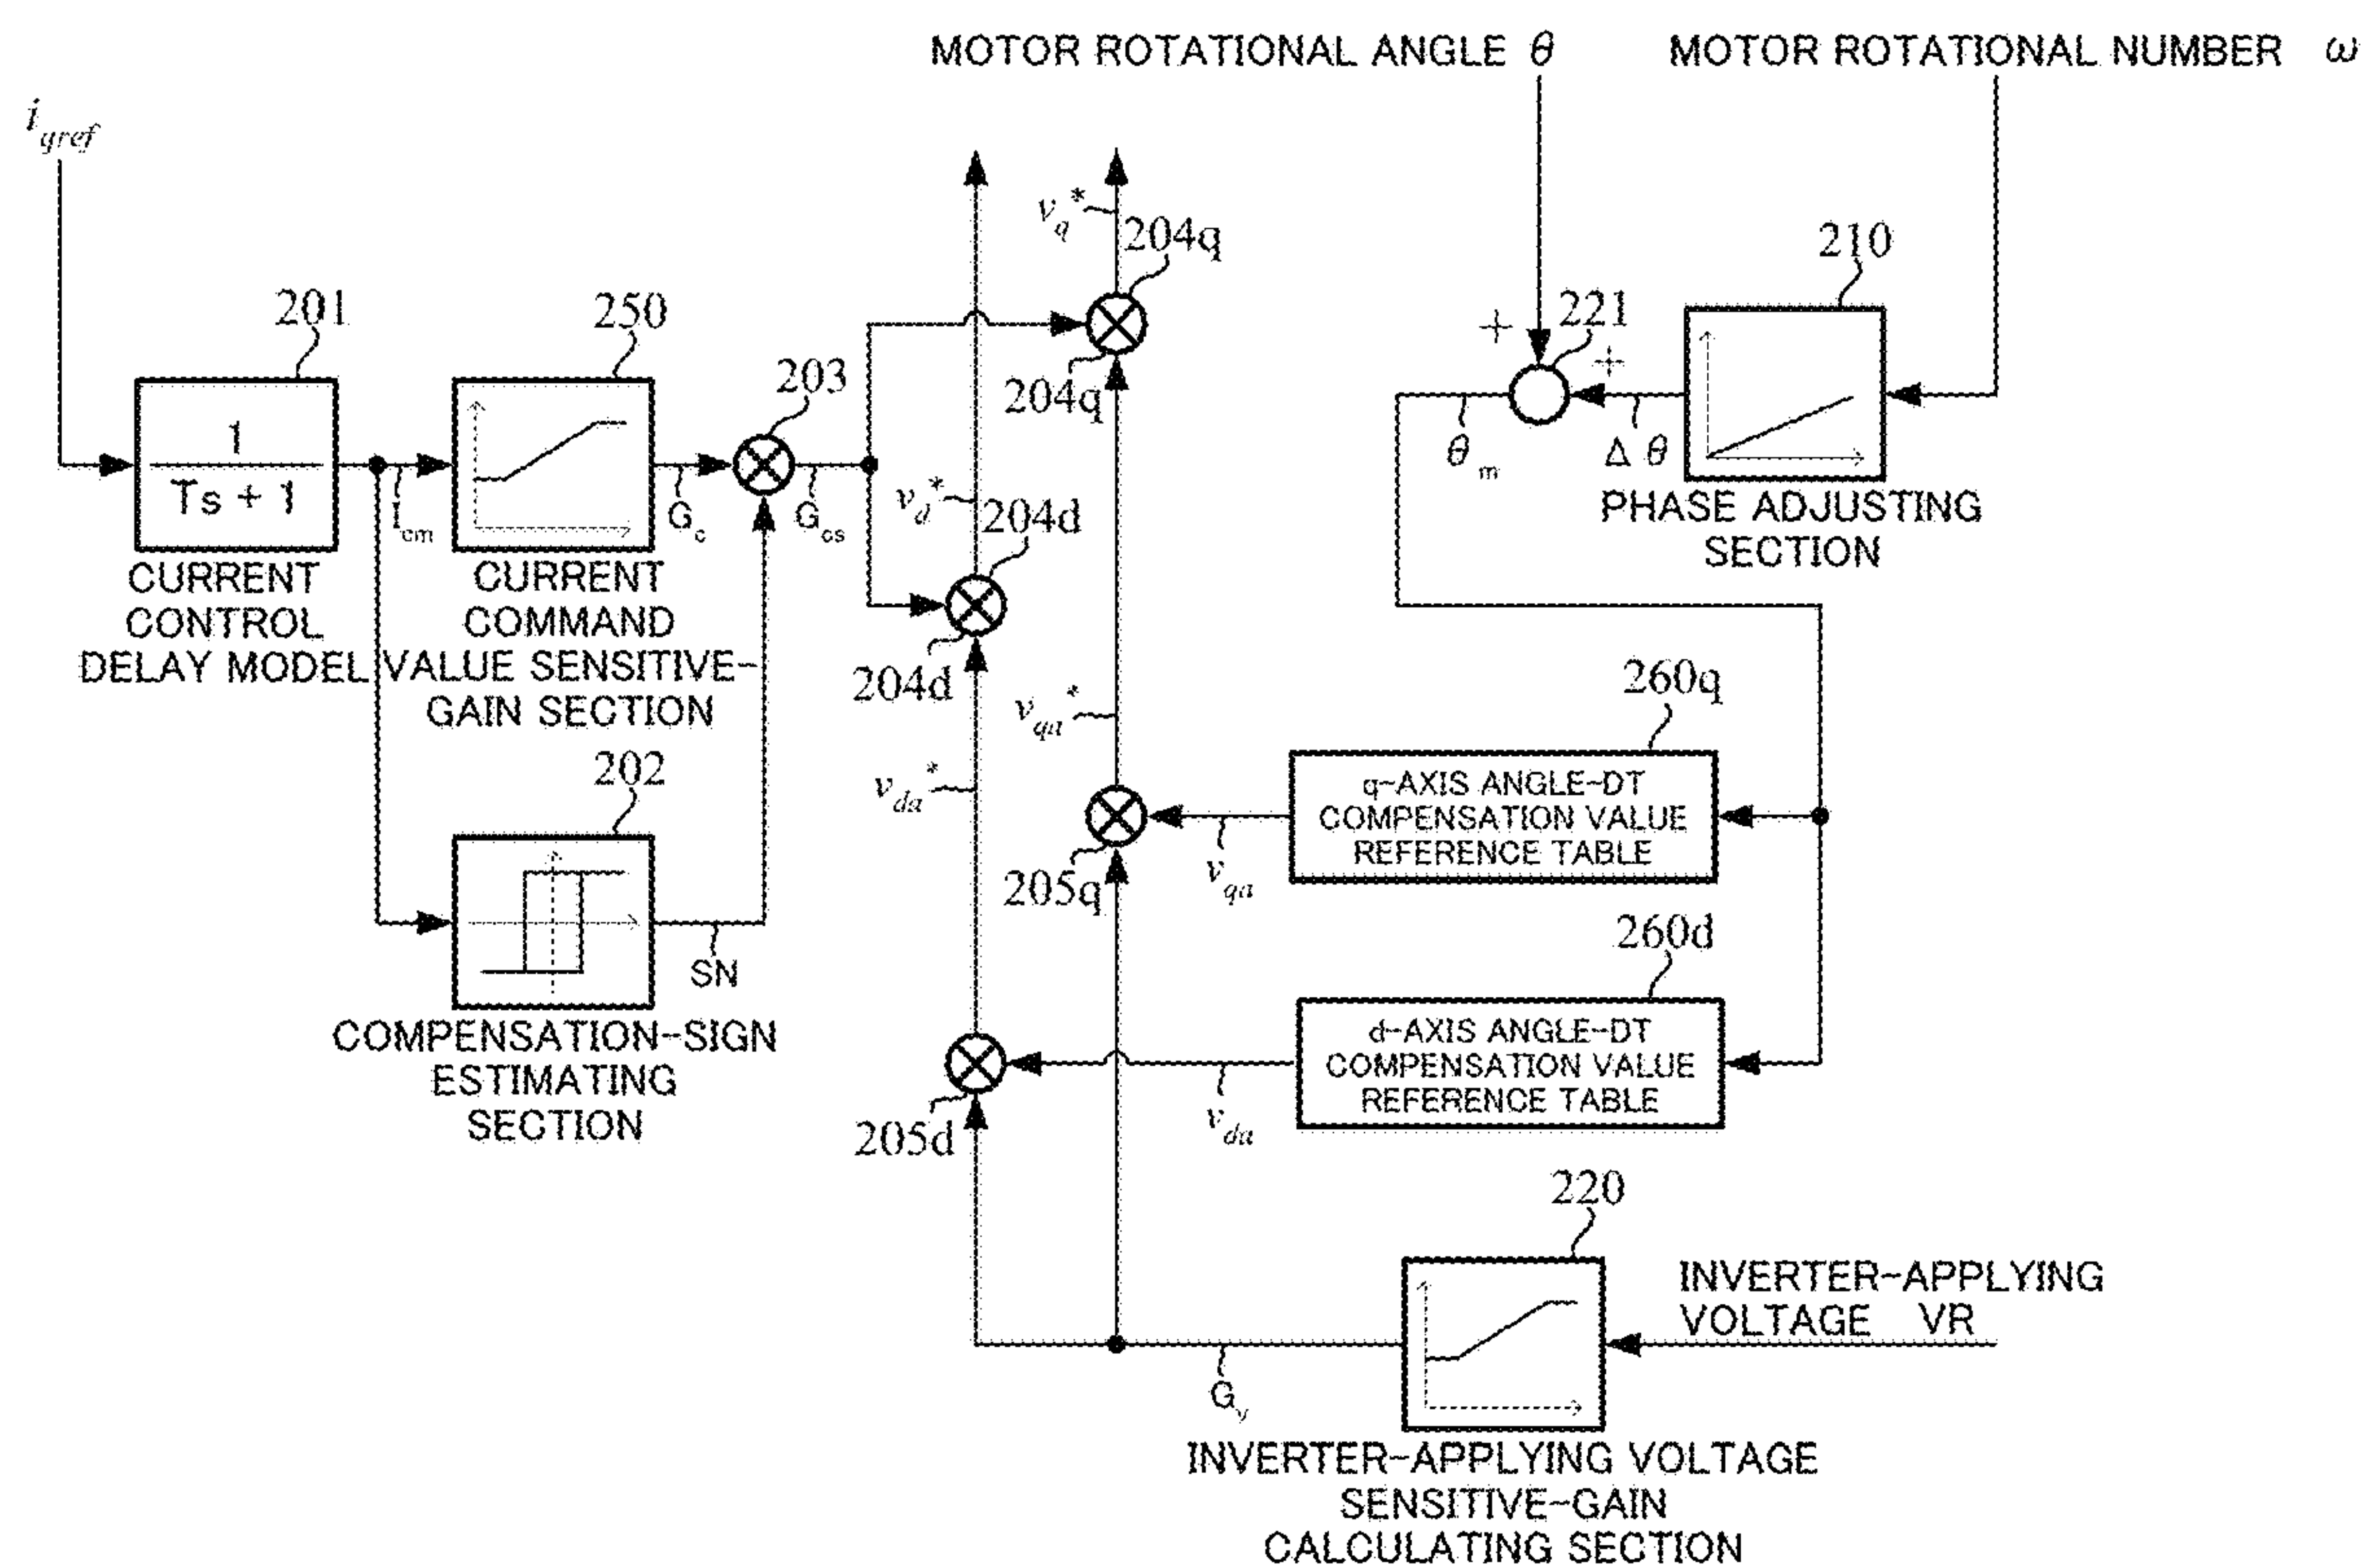 MOTOR ROTATIONAL ANGLE θ
MOTOR ROTATIONAL NUMBER ω
i_qref
v_q*
204q
210
201
250
221
+
+
203
204q
1
Ts + 1
I_cm
G_c
G_cs
θ_m
Δθ
v_d*
204d
PHASE ADJUSTING
SECTION
CURRENT
CONTROL
DELAY MODEL
CURRENT
COMMAND
VALUE SENSITIVE-
GAIN SECTION
204d
260q
v_qa*
202
v_da*
q-AXIS ANGLE-DT
COMPENSATION VALUE
REFERENCE TABLE
205q
v_qa
SN
260d
COMPENSATION-SIGN
ESTIMATING
SECTION
d-AXIS ANGLE-DT
COMPENSATION VALUE
REFERENCE TABLE
205d
v_da
220
INVERTER-APPLYING
VOLTAGE VR
G_v
INVERTER-APPLYING VOLTAGE
SENSITIVE-GAIN
CALCULATING SECTION